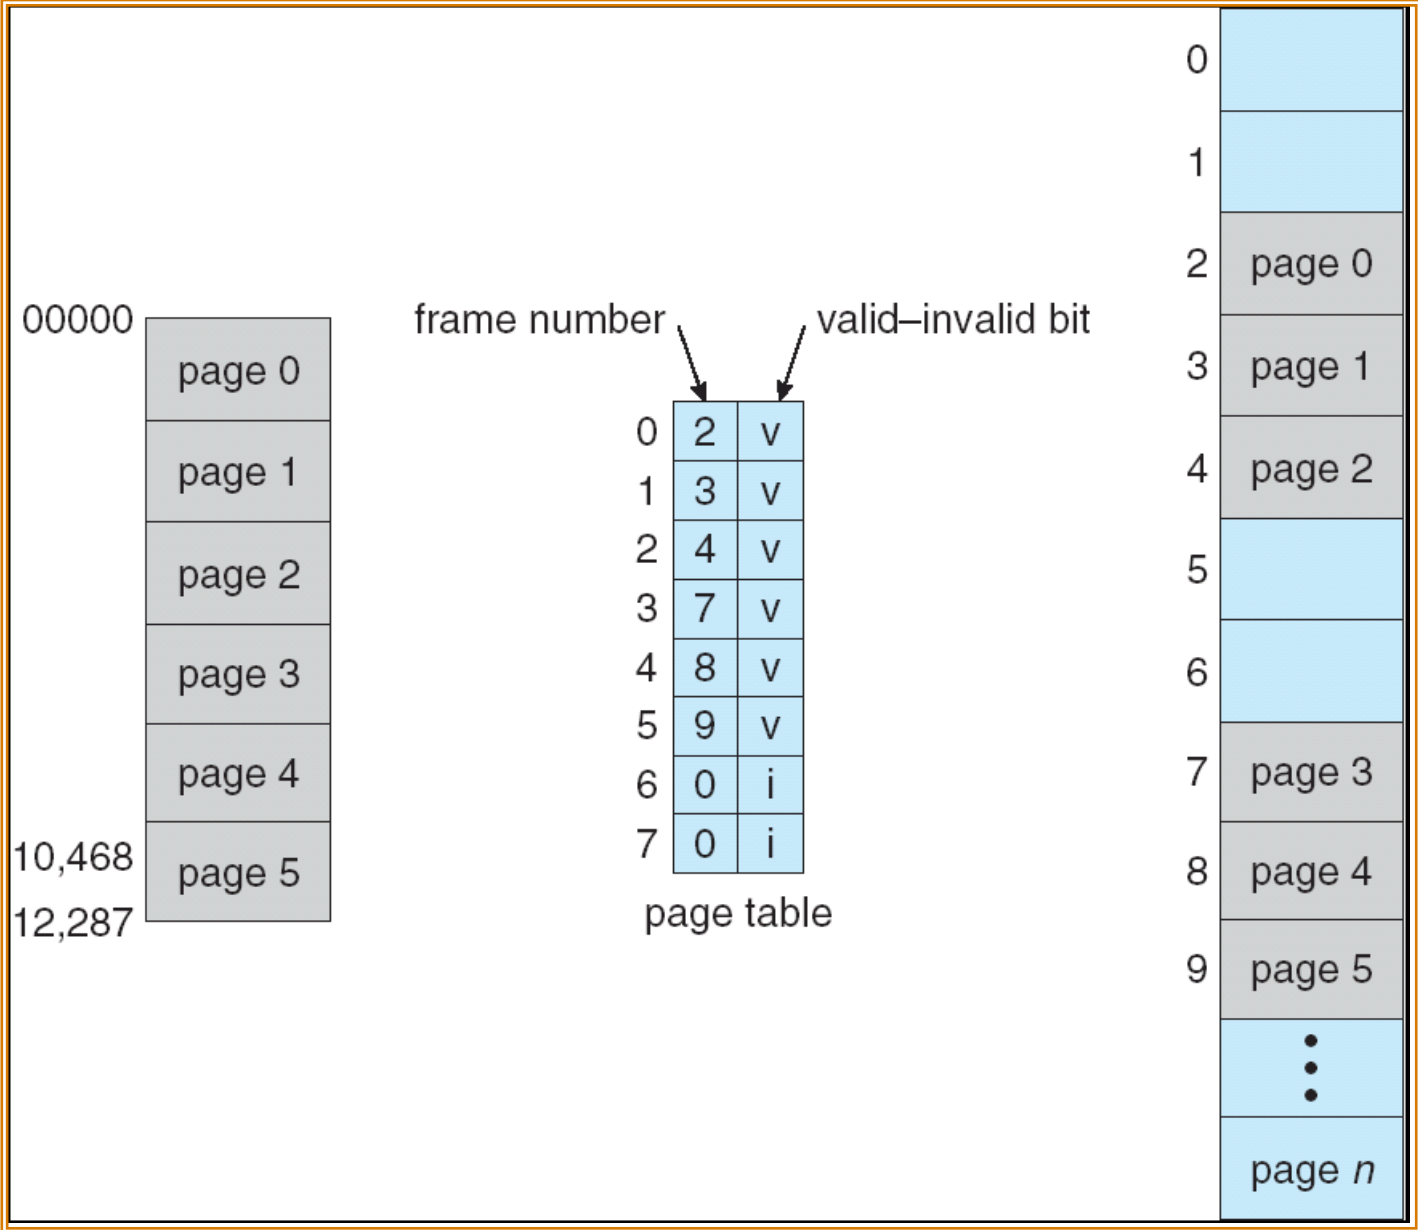 00000
page 0
page 1
page 2
page 3
page 4
10,468
page 5
12,287
frame number
valid–invalid bit
0 2 v
1 3 v
2 4 v
3 7 v
4 8 v
5 9 v
6 0 i
7 0 i
page table
0
1
2 page 0
3 page 1
4 page 2
5
6
7 page 3
8 page 4
9 page 5
page n